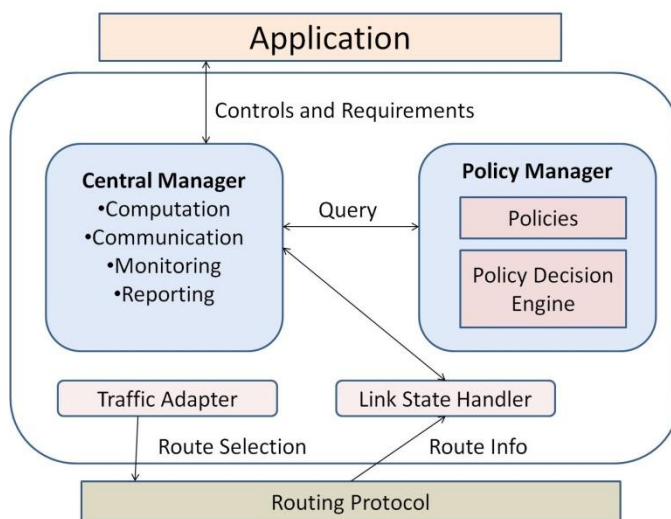 Application
Controls and Requirements
Central Manager
•Computation
•Communication
•Monitoring
•Reporting
Query
Policy Manager
Policies
Policy Decision
Engine
Traffic Adapter
Link State Handler
Route Selection
Route Info
Routing Protocol